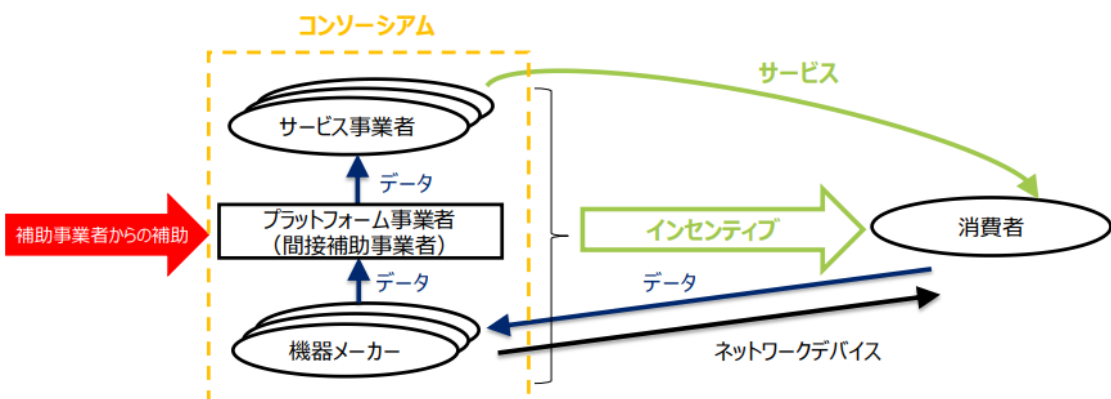 コンソーシアム
サービス
サービス事業者
データ
補助事業者からの補助
プラットフォーム事業者
（間接補助事業者）
インセンティブ
消費者
データ
データ
機器メーカー
ネットワークデバイス